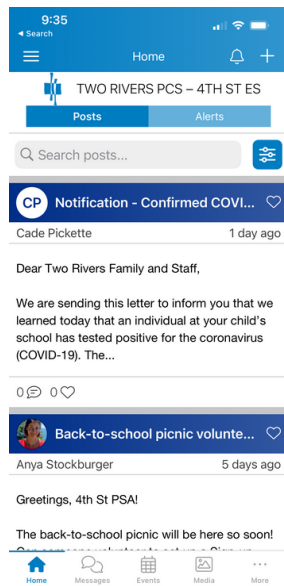 9:35
◀ Search
Home
TWO RIVERS PCS – 4TH ST ES
Posts Alerts
Search posts...
CP Notification - Confirmed COVI...
Cade Pickette 1 day ago
Dear Two Rivers Family and Staff,
We are sending this letter to inform you that we
learned today that an individual at your child's
school has tested positive for the coronavirus
(COVID-19). The...
0 0
Back-to-school picnic volunte...
Anya Stockburger 5 days ago
Greetings, 4th St PSA!
The back-to-school picnic will be here so soon!
Home Messages Events Media More